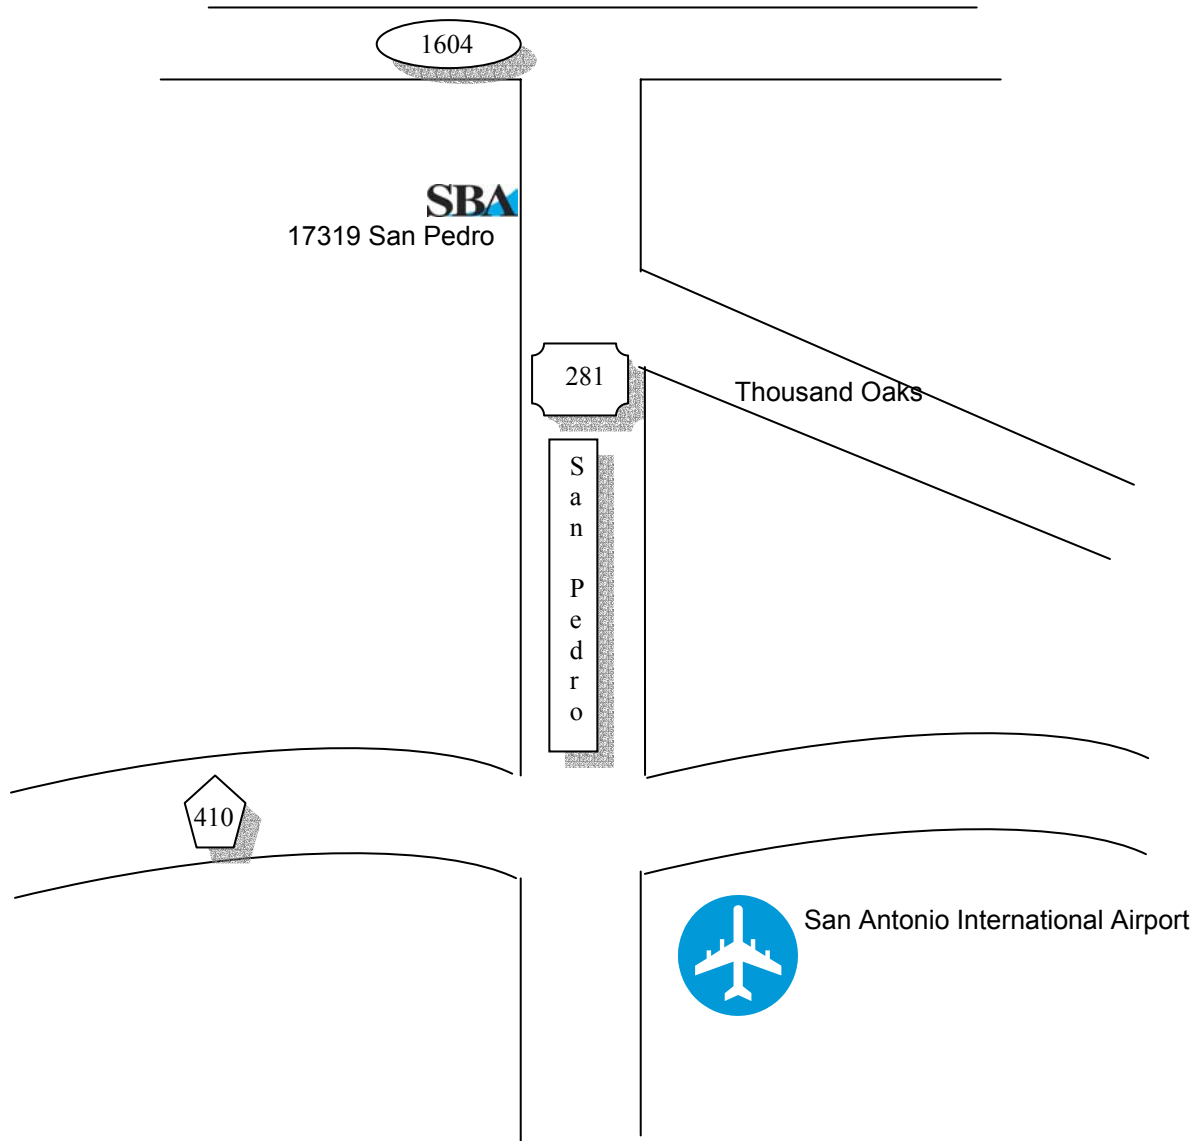 1604
SBA
17319 San Pedro
281
Thousand Oaks
San Pedro
410
San Antonio International Airport